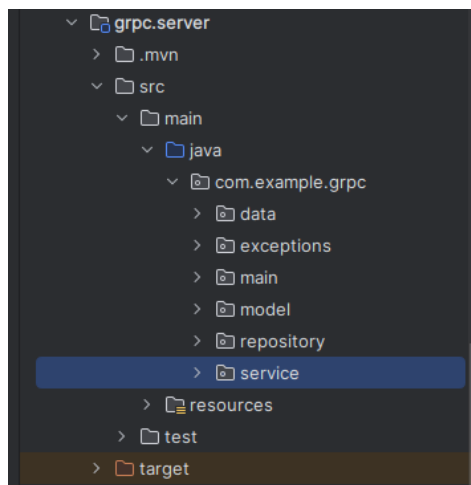 grpc.server
.mvn
src
main
java
com.example.grpc
data
exceptions
main
model
repository
service
resources
test
target